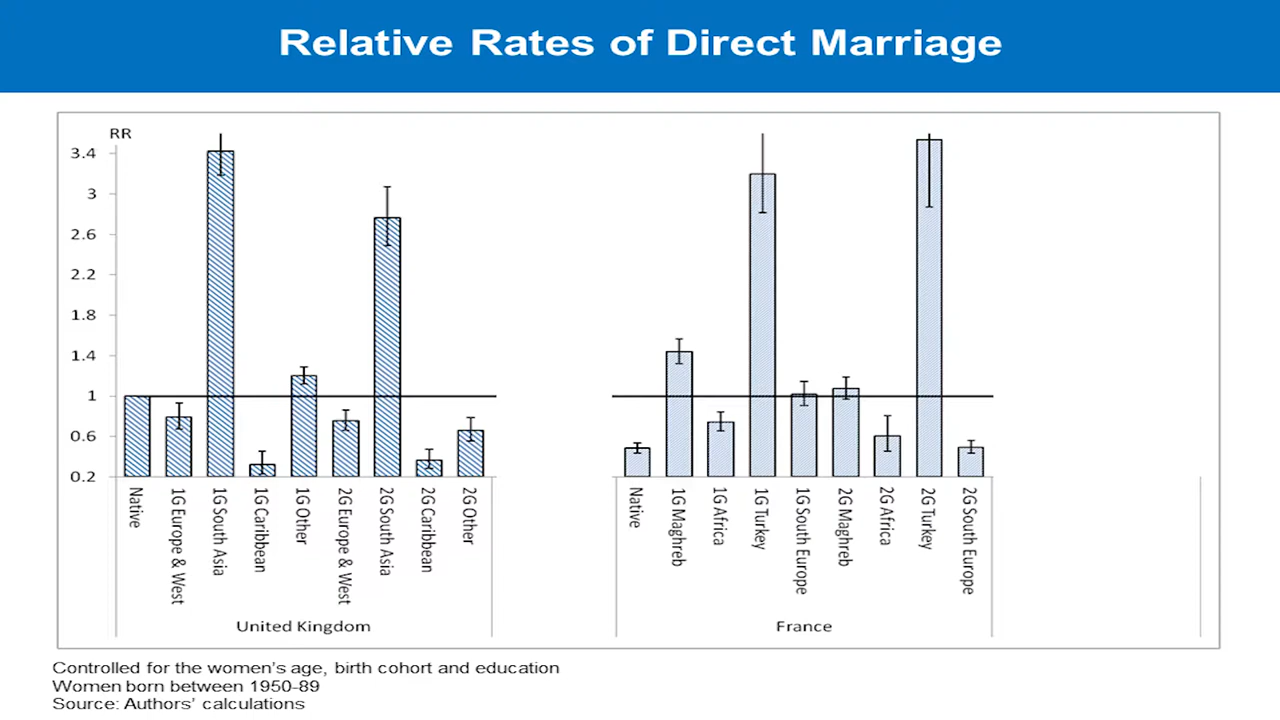 Relative Rates of Direct Marriage
RR
3.4
3
2.6
2.2
1.8
1.4
1
0.6
0.2
Native
1G Europe & West
1G South Asia
1G Caribbean
1G Other
2G Europe & West
2G South Asia
2G Caribbean
2G Other
Native
1G Maghreb
1G Africa
1G Turkey
1G South Europe
2G Maghreb
2G Africa
2G Turkey
2G South Europe
United Kingdom
France
Controlled for the women's age, birth cohort and education
Women born between 1950-89
Source: Authors' calculations